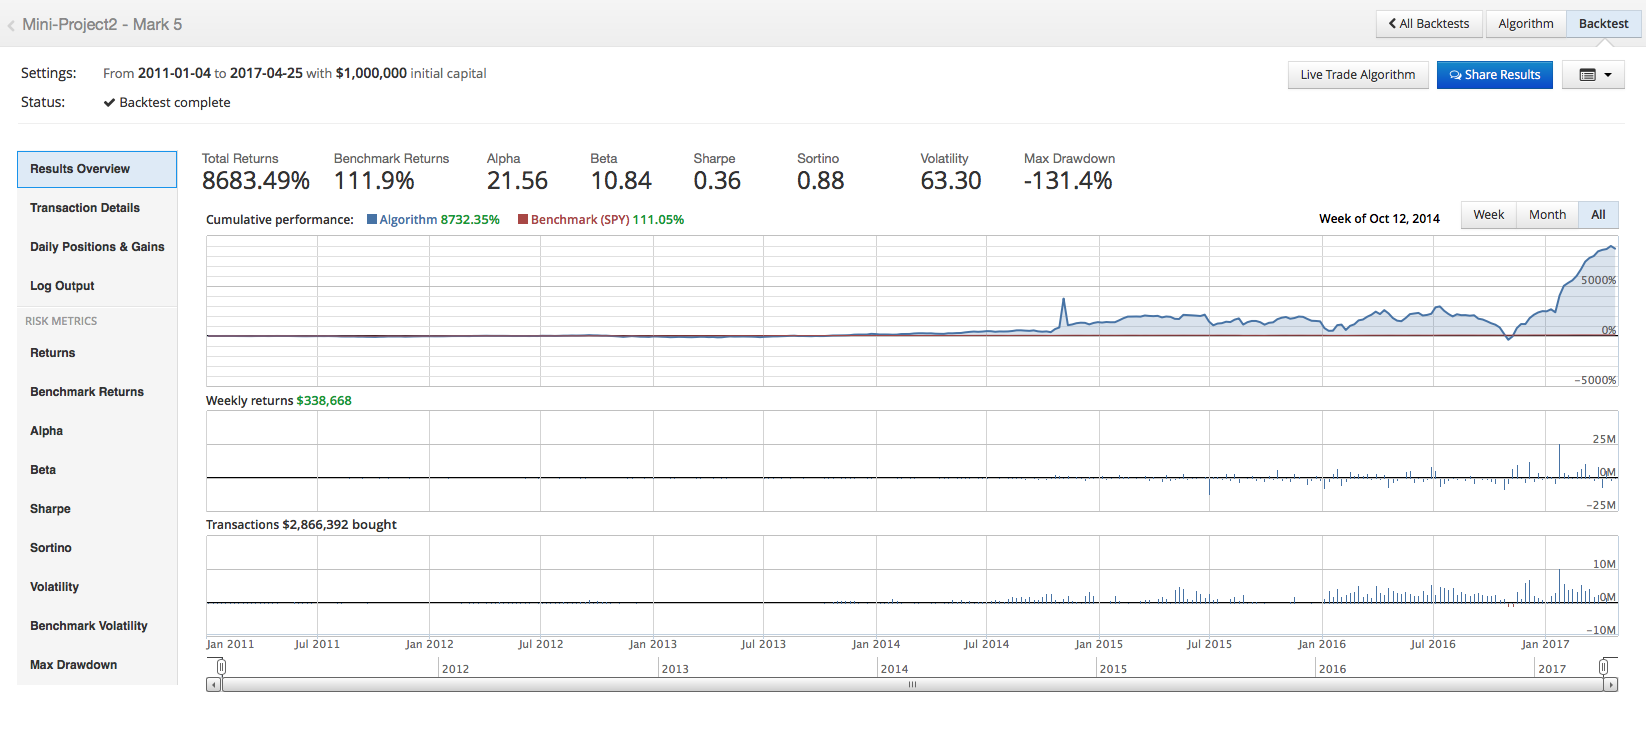 Mini-Project2 - Mark 5
All Backtests
Algorithm
Backtest
Settings: From 2011-01-04 to 2017-04-25 with $1,000,000 initial capital
Live Trade Algorithm
Share Results
Status: Backtest complete
Results Overview
Transaction Details
Daily Positions & Gains
Log Output
RISK METRICS
Returns
Benchmark Returns
Alpha
Beta
Sharpe
Sortino
Volatility
Benchmark Volatility
Max Drawdown
Total Returns Benchmark Returns Alpha Beta Sharpe Sortino Volatility Max Drawdown
8683.49% 111.9% 21.56 10.84 0.36 0.88 63.30 -131.4%
Cumulative performance: Algorithm 8732.35% Benchmark (SPY) 111.05%
Week of Oct 12, 2014
Week Month All
5000%
0%
−5000%
Weekly returns $338,668
25M
0M
−25M
Transactions $2,866,392 bought
10M
0M
−10M
Jan 2011 Jul 2011 Jan 2012 Jul 2012 Jan 2013 Jul 2013 Jan 2014 Jul 2014 Jan 2015 Jul 2015 Jan 2016 Jul 2016 Jan 2017
2012 2013 2014 2015 2016 2017